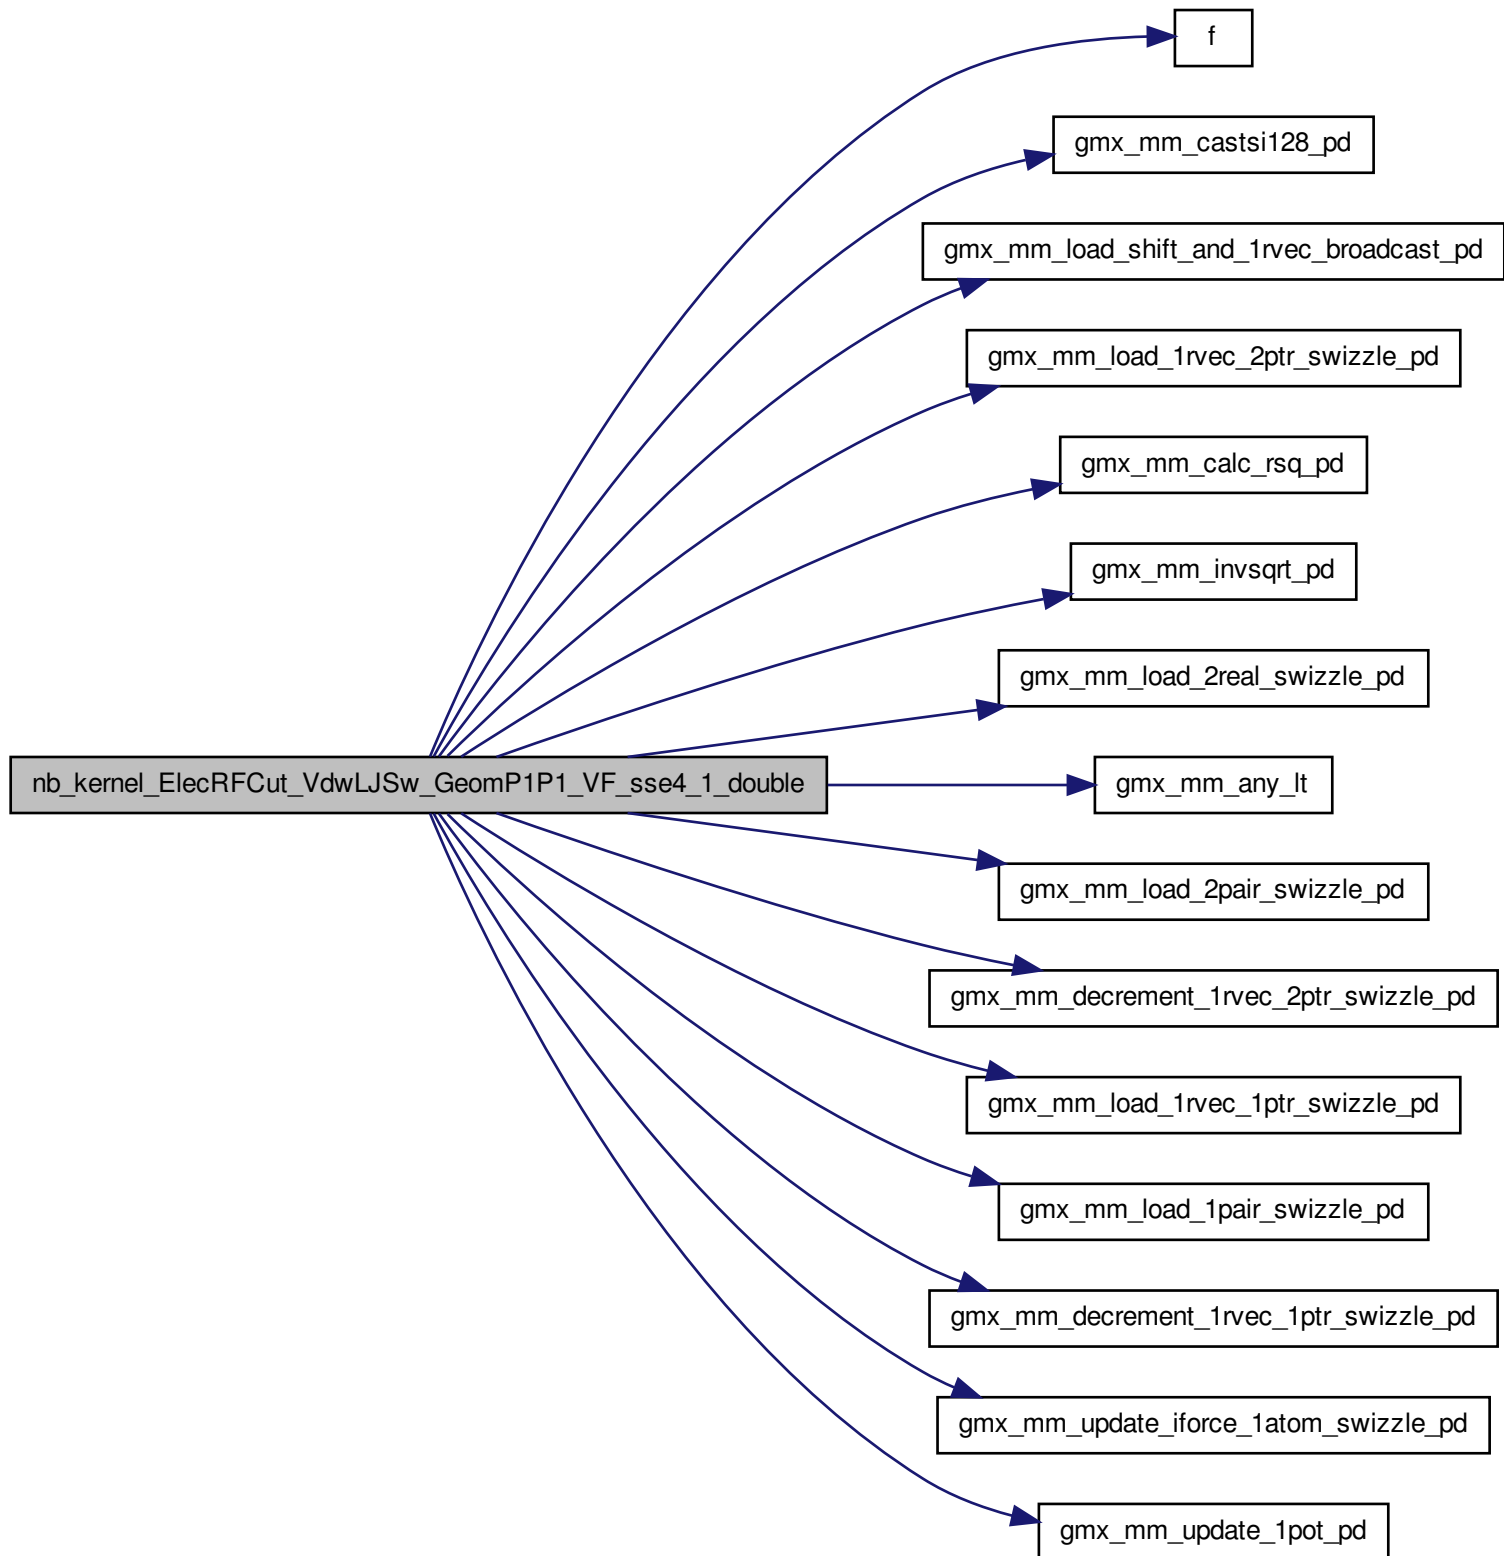 f
gmx_mm_castsi128_pd
gmx_mm_load_shift_and_1rvec_broadcast_pd
gmx_mm_load_1rvec_2ptr_swizzle_pd
gmx_mm_calc_rsq_pd
gmx_mm_invsqrt_pd
gmx_mm_load_2real_swizzle_pd
nb_kernel_ElecRFCut_VdwLJSw_GeomP1P1_VF_sse4_1_double
gmx_mm_any_lt
gmx_mm_load_2pair_swizzle_pd
gmx_mm_decrement_1rvec_2ptr_swizzle_pd
gmx_mm_load_1rvec_1ptr_swizzle_pd
gmx_mm_load_1pair_swizzle_pd
gmx_mm_decrement_1rvec_1ptr_swizzle_pd
gmx_mm_update_iforce_1atom_swizzle_pd
gmx_mm_update_1pot_pd